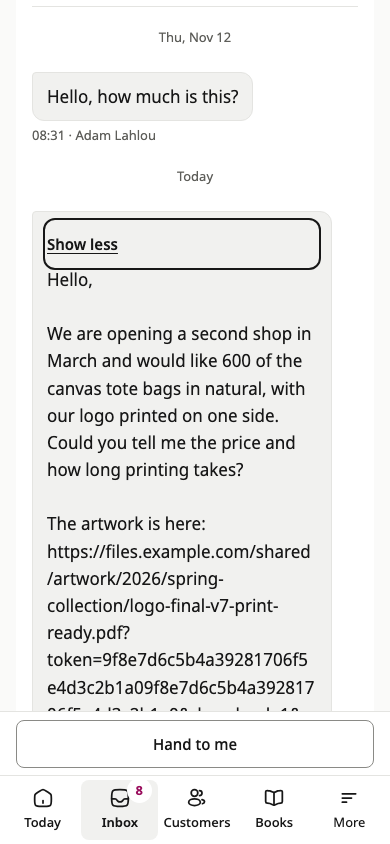 Thu, Nov 12
Hello, how much is this?
08:31 · Adam Lahlou
Today
Show less
Hello,
We are opening a second shop in
March and would like 600 of the
canvas tote bags in natural, with
our logo printed on one side.
Could you tell me the price and
how long printing takes?
The artwork is here:
https://files.example.com/shared
/artwork/2026/spring-
collection/logo-final-v7-print-
ready.pdf?
token=9f8e7d6c5b4a39281706f5
e4d3c2b1a09f8e7d6c5b4a392817
Hand to me
8
Today
Inbox
Customers
Books
More